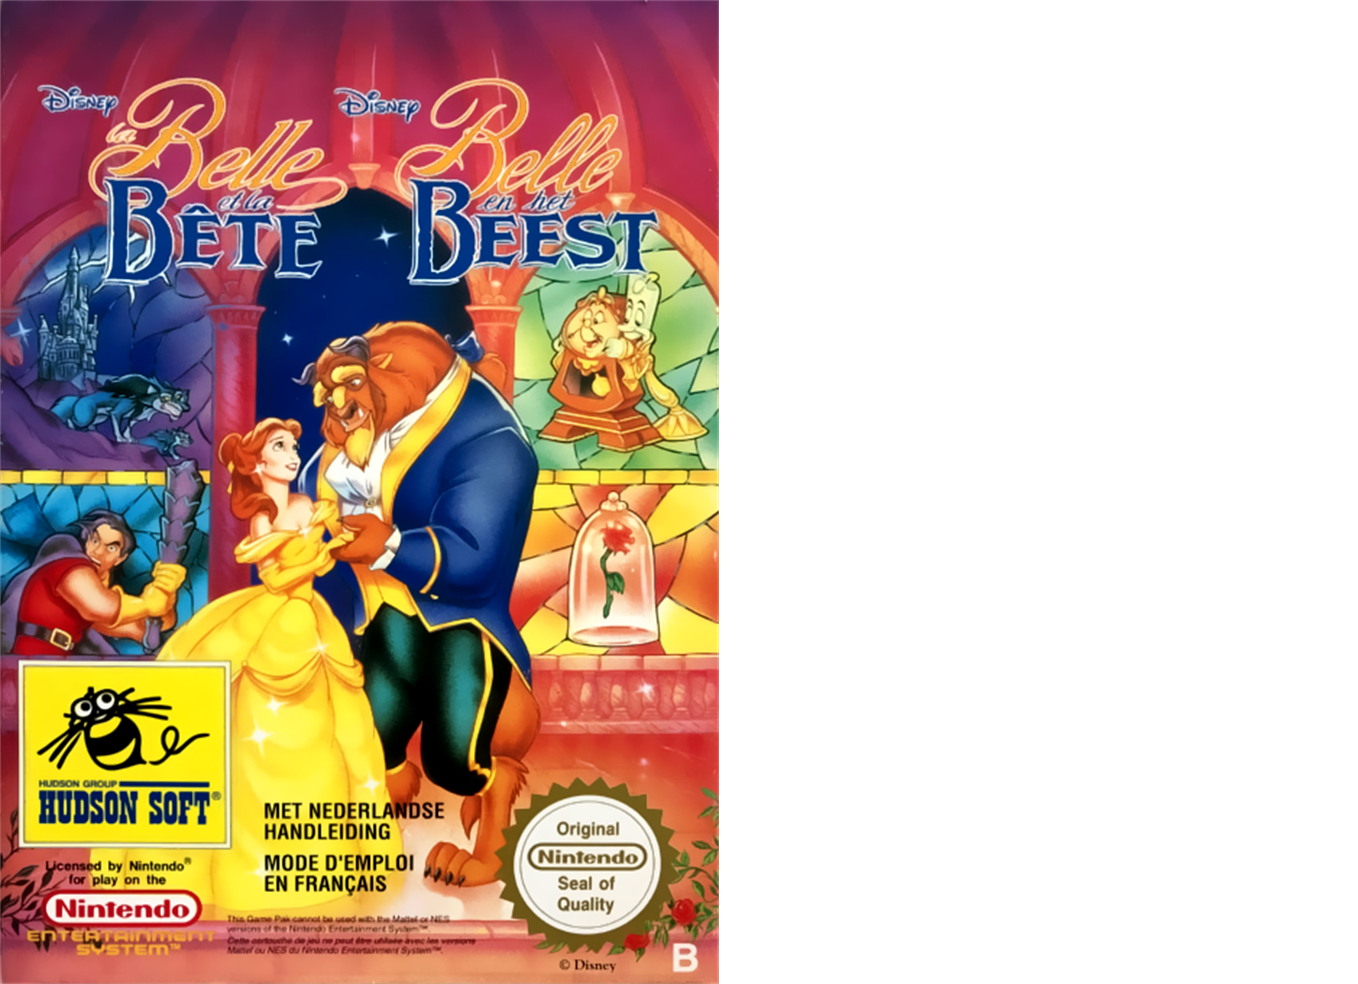 Disney
la Belle
et la
BÊTE
Disney
Belle
en het
BEEST
HUDSON GROUP
HUDSON SOFT®
Licensed by Nintendo®
for play on the
Nintendo
ENTERTAINMENT
SYSTEM™
MET NEDERLANDSE
HANDLEIDING
MODE D'EMPLOI
EN FRANÇAIS
This Game Pak cannot be used with the Mattel or NES
versions of the Nintendo Entertainment System™.
Cette cartouche de jeu ne peut être utilisée avec les versions
Mattel ou NES du Nintendo Entertainment System™.
Original
Nintendo
Seal of
Quality
© Disney
B